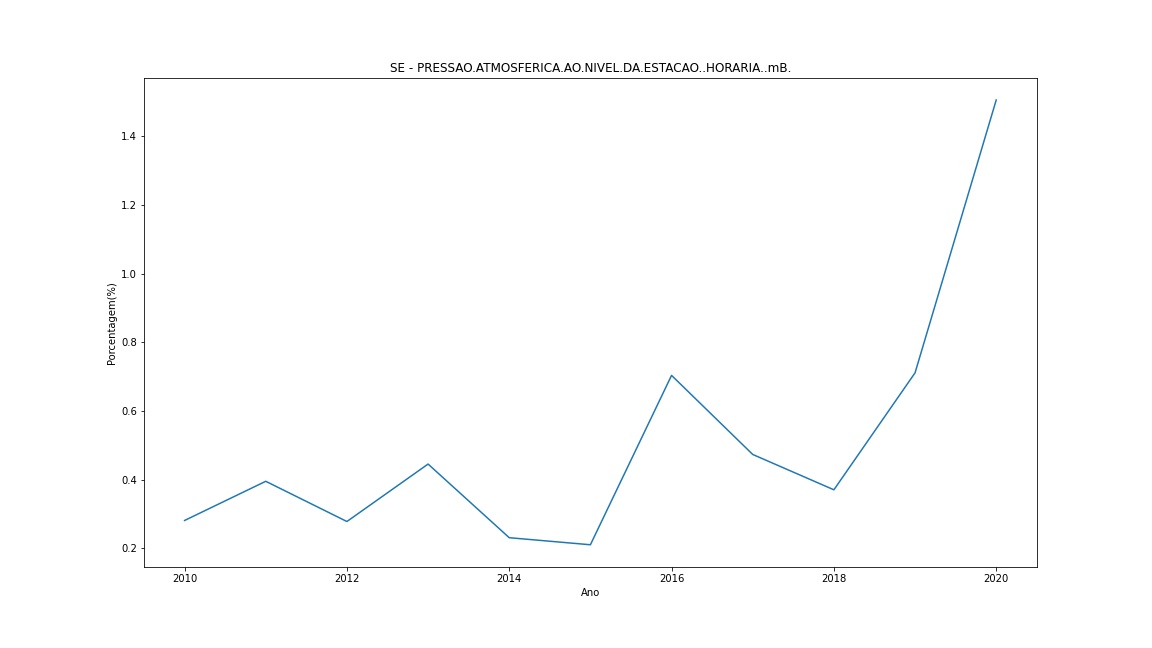 SE - PRESSAO.ATMOSFERICA.AO.NIVEL.DA.ESTACAO..HORARIA..mB.
1.4
1.2
1.0
0.8
0.6
0.4
0.2
Porcentagem(%)
2010 2012 2014 2016 2018 2020
Ano